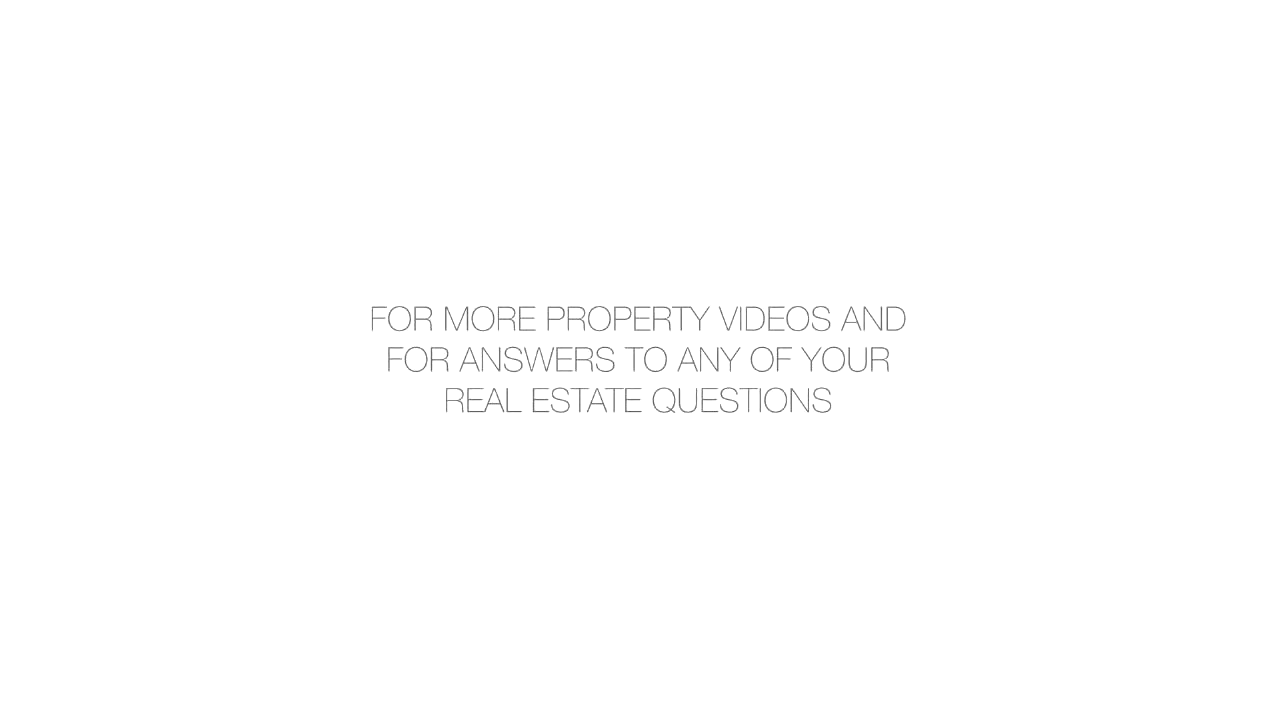 FOR MORE PROPERTY VIDEOS AND
FOR ANSWERS TO ANY OF YOUR
REAL ESTATE QUESTIONS